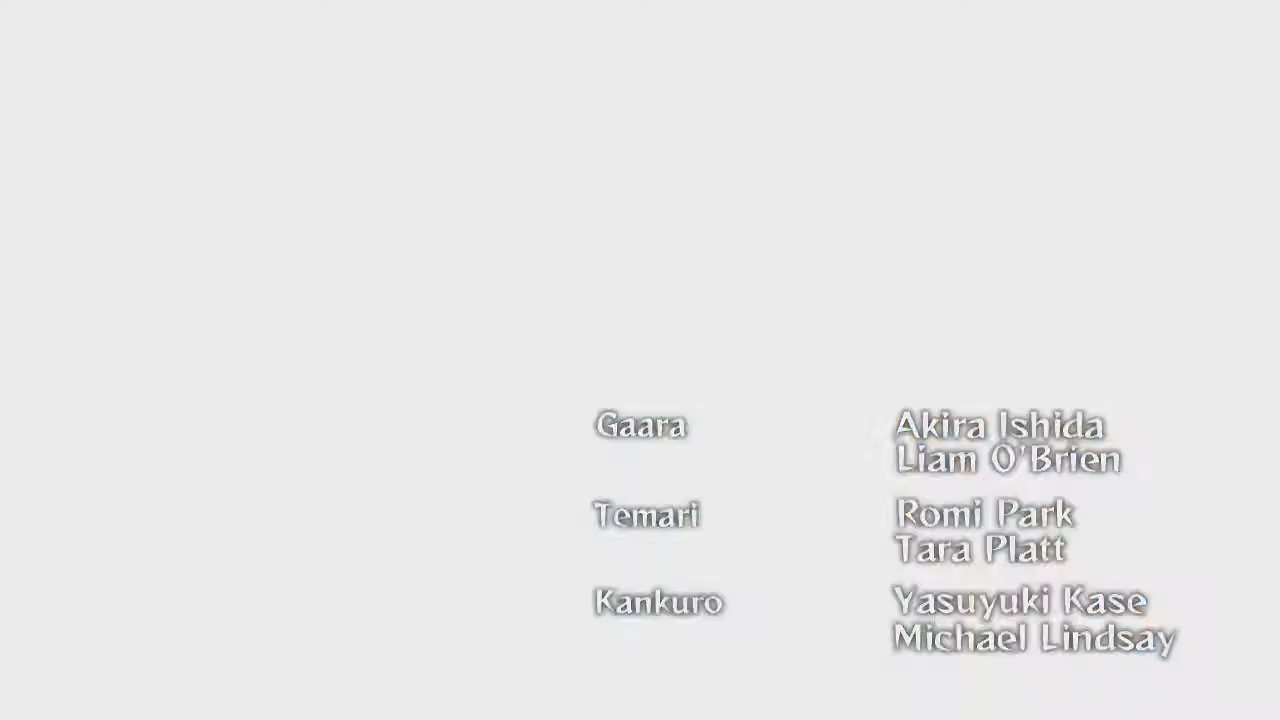 Gaara Akira Ishida
Liam O'Brien
Temari Romi Park
Tara Platt
Kankuro Yasuyuki Kase
Michael Lindsay